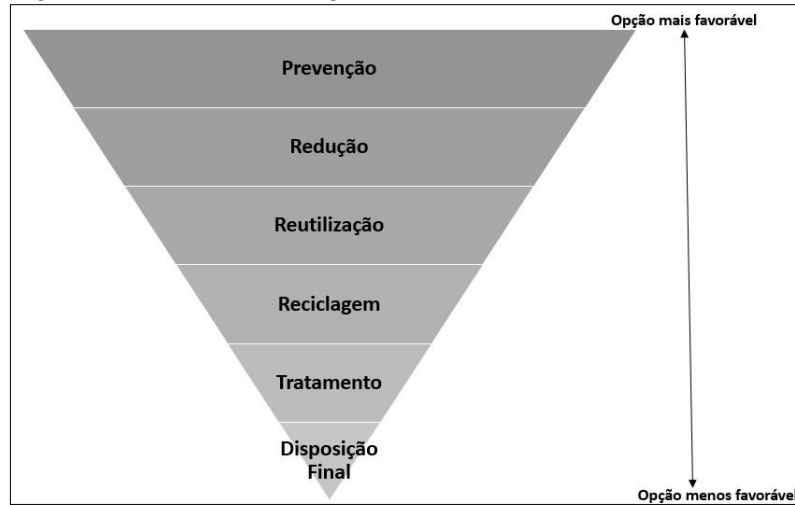 Opção mais favorável
Prevenção
Redução
Reutilização
Reciclagem
Tratamento
Disposição
Final
Opção menos favorável